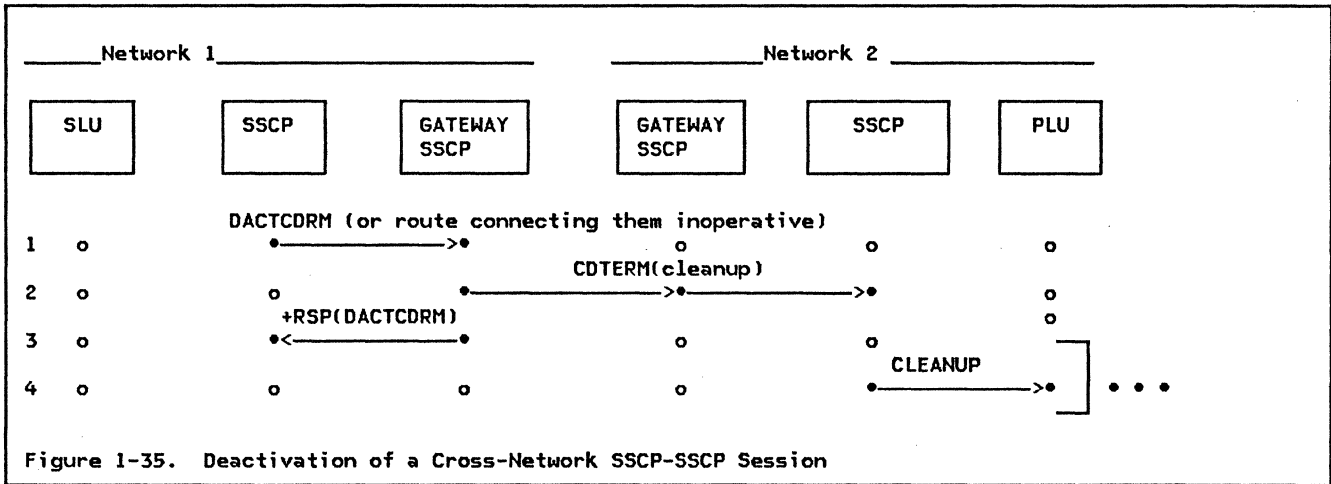 Network 1 Network 2
SLU SSCP GATEWAY SSCP GATEWAY SSCP SSCP PLU
DACTCDRM (or route connecting them inoperative)
1
CDTERM(cleanup)
2
+RSP(DACTCDRM)
3
CLEANUP
4
Figure 1-35. Deactivation of a Cross-Network SSCP-SSCP Session